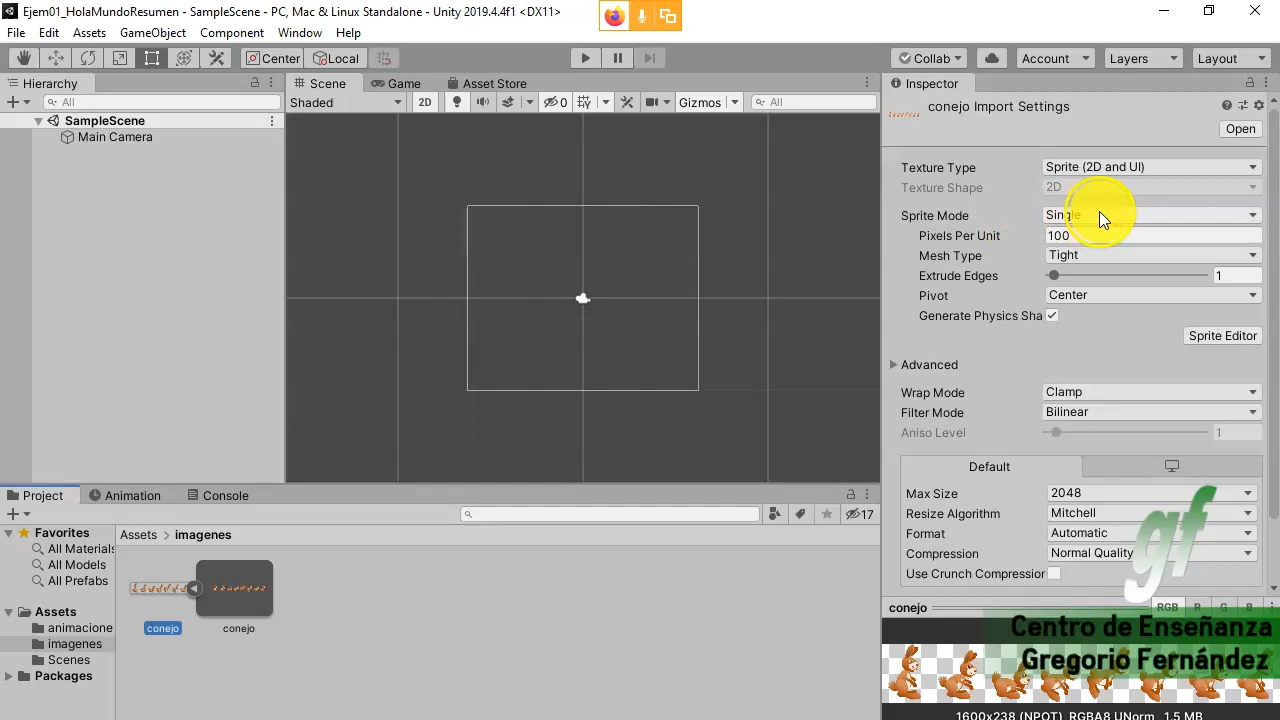 Ejem01_HolaMundoResumen - SampleScene - PC, Mac & Linux Standalone - Unity 2019.4.4f1 <DX11>
File Edit Assets GameObject Component Window Help
Center Local Collab Account Layers Layout
Hierarchy Scene Game Asset Store Inspector
All Shaded 2D 0 Gizmos All
conejo Import Settings
Open
SampleScene
Main Camera
Texture Type Sprite (2D and UI)
Texture Shape 2D
Sprite Mode Single
Pixels Per Unit 100
Mesh Type Tight
Extrude Edges 1
Pivot Center
Generate Physics Sha
Sprite Editor
Advanced
Wrap Mode Clamp
Filter Mode Bilinear
Aniso Level 1
Default
Max Size 2048
Resize Algorithm Mitchell
Format Automatic
Compression Normal Quality
Use Crunch Compression
Project Animation Console
17
Favorites
All Materials
All Models
All Prefabs
Assets
animacione
imagenes
Scenes
Packages
Assets imagenes
conejo conejo
conejo RGB R G B
gf
Centro de Enseñanza
Gregorio Fernández
1600x238 (NPOT) RGBA8 UNorm 1.5 MB